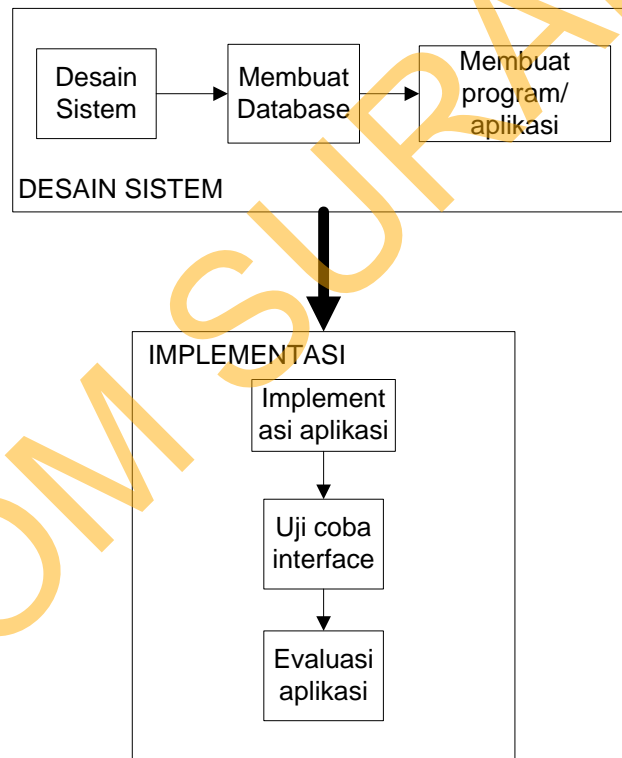 Desain
Sistem
Membuat
Database
Membuat
program/
aplikasi
DESAIN SISTEM
IMPLEMENTASI
Implement
asi aplikasi
Uji coba
interface
Evaluasi
aplikasi